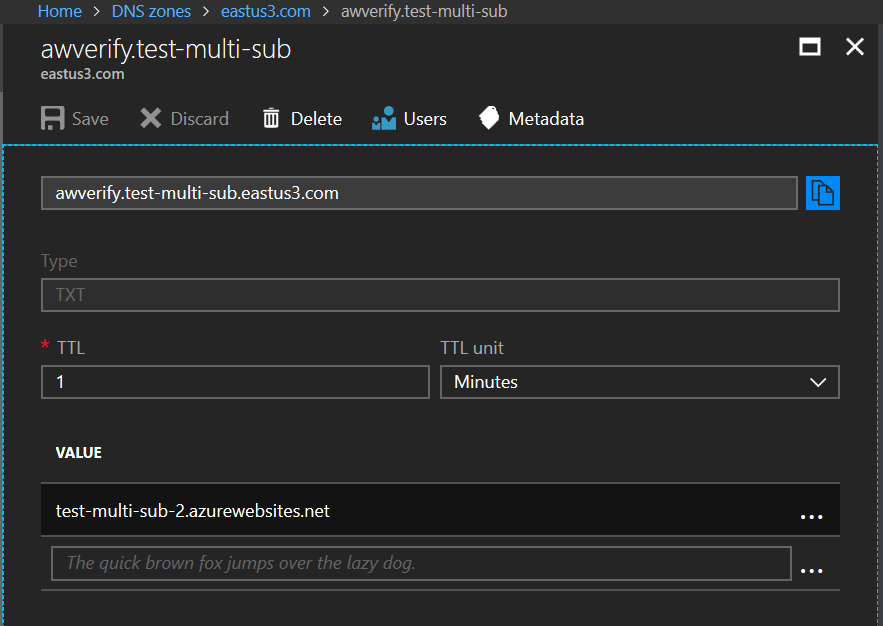 Home > DNS zones > eastus3.com > awverify.test-multi-sub
awverify.test-multi-sub
eastus3.com
Save Discard Delete Users Metadata
awverify.test-multi-sub.eastus3.com
Type
TXT
* TTL TTL unit
1 Minutes
VALUE
test-multi-sub-2.azurewebsites.net ...
The quick brown fox jumps over the lazy dog. ...